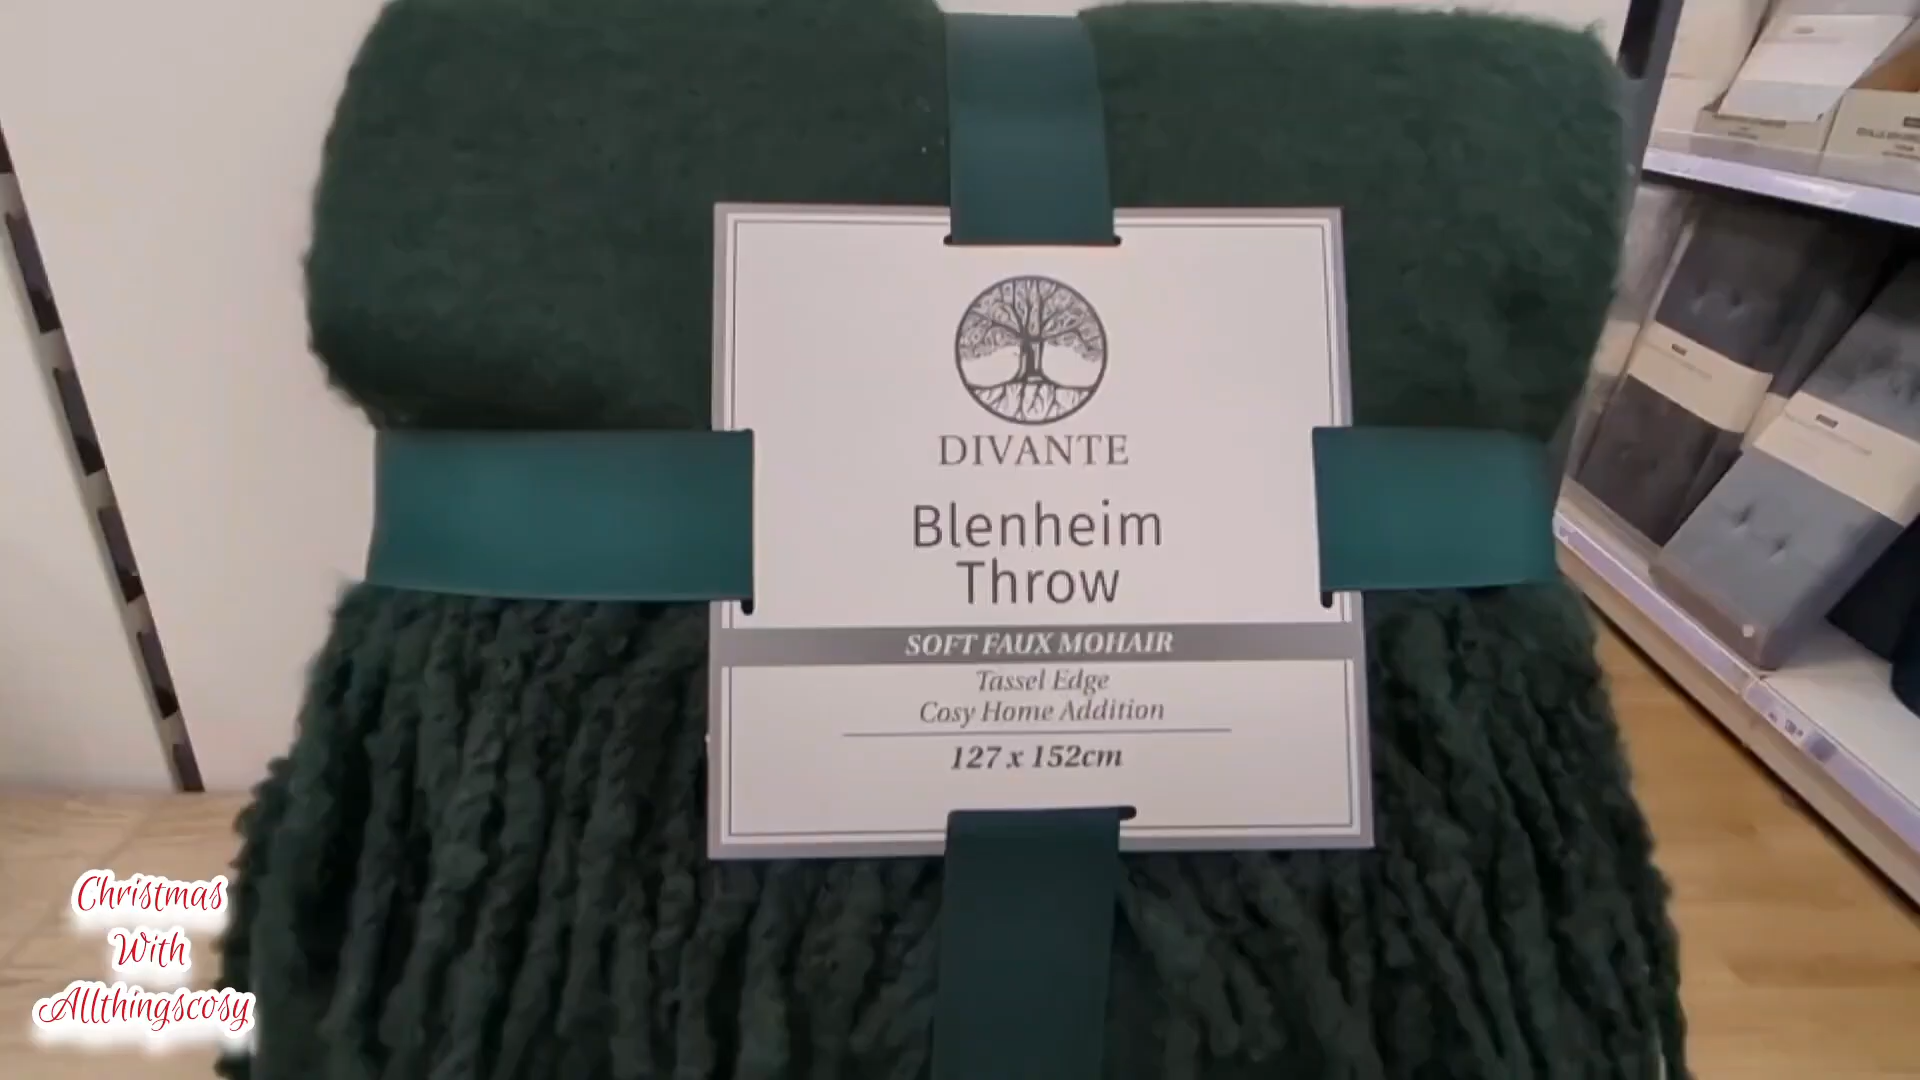 DIVANTE
Blenheim
Throw
SOFT FAUX MOHAIR
Tassel Edge
Cosy Home Addition
127 x 152cm
Christmas
With
Allthingscosy